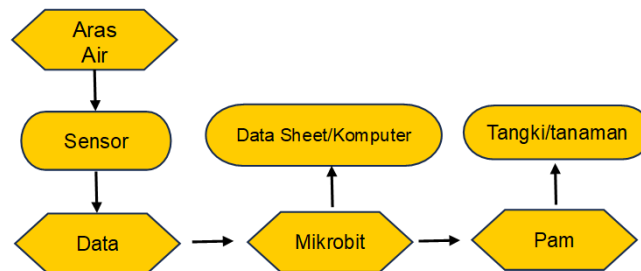 Aras
Air
Sensor
Data Sheet/Komputer
Tangki/tanaman
Data
Mikrobit
Pam